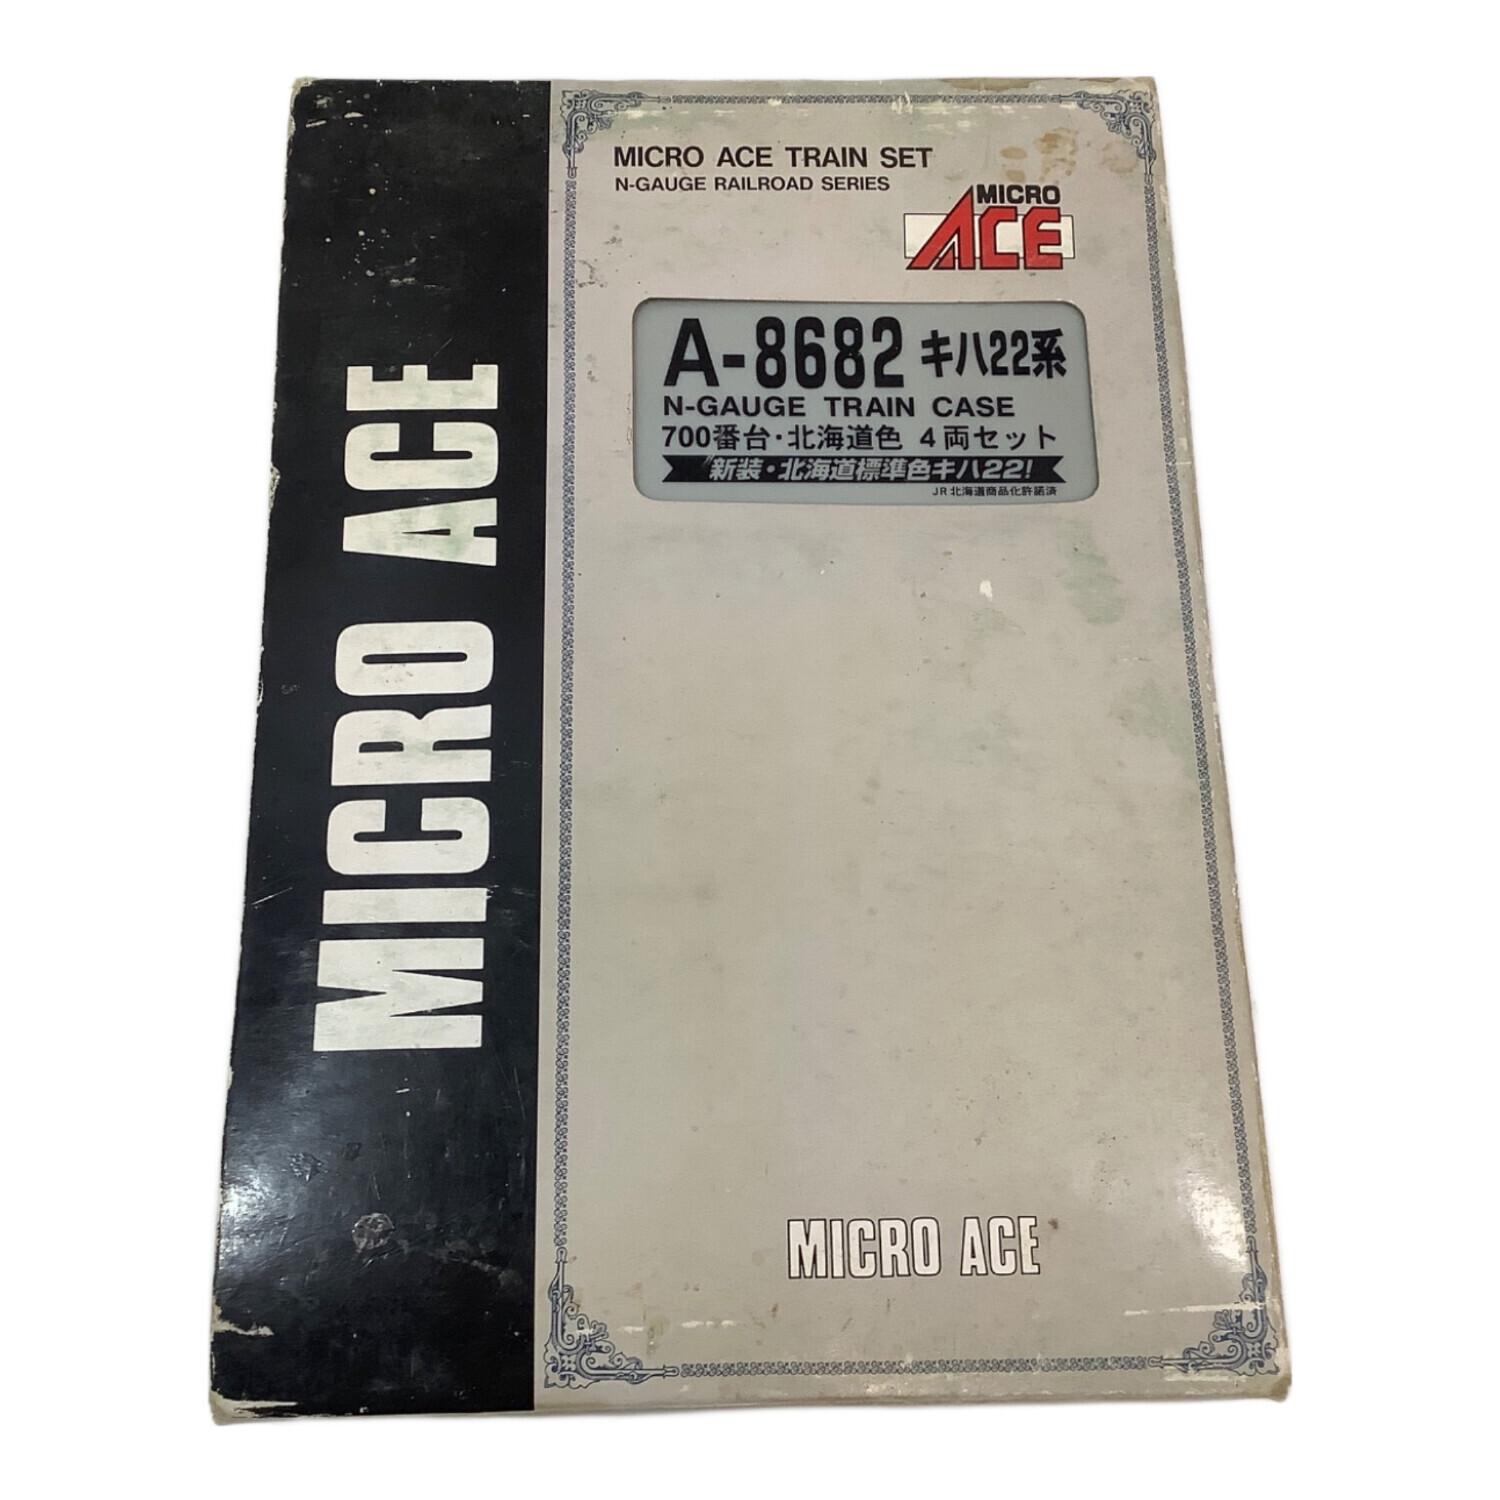 MICRO ACE
MICRO ACE TRAIN SET
N-GAUGE RAILROAD SERIES
MICRO
ACE
A-8682 キハ22系
N-GAUGE TRAIN CASE
700番台・北海道色 4両セット
新装・北海道標準色キハ22!
JR北海道商品化許諾済
MICRO ACE